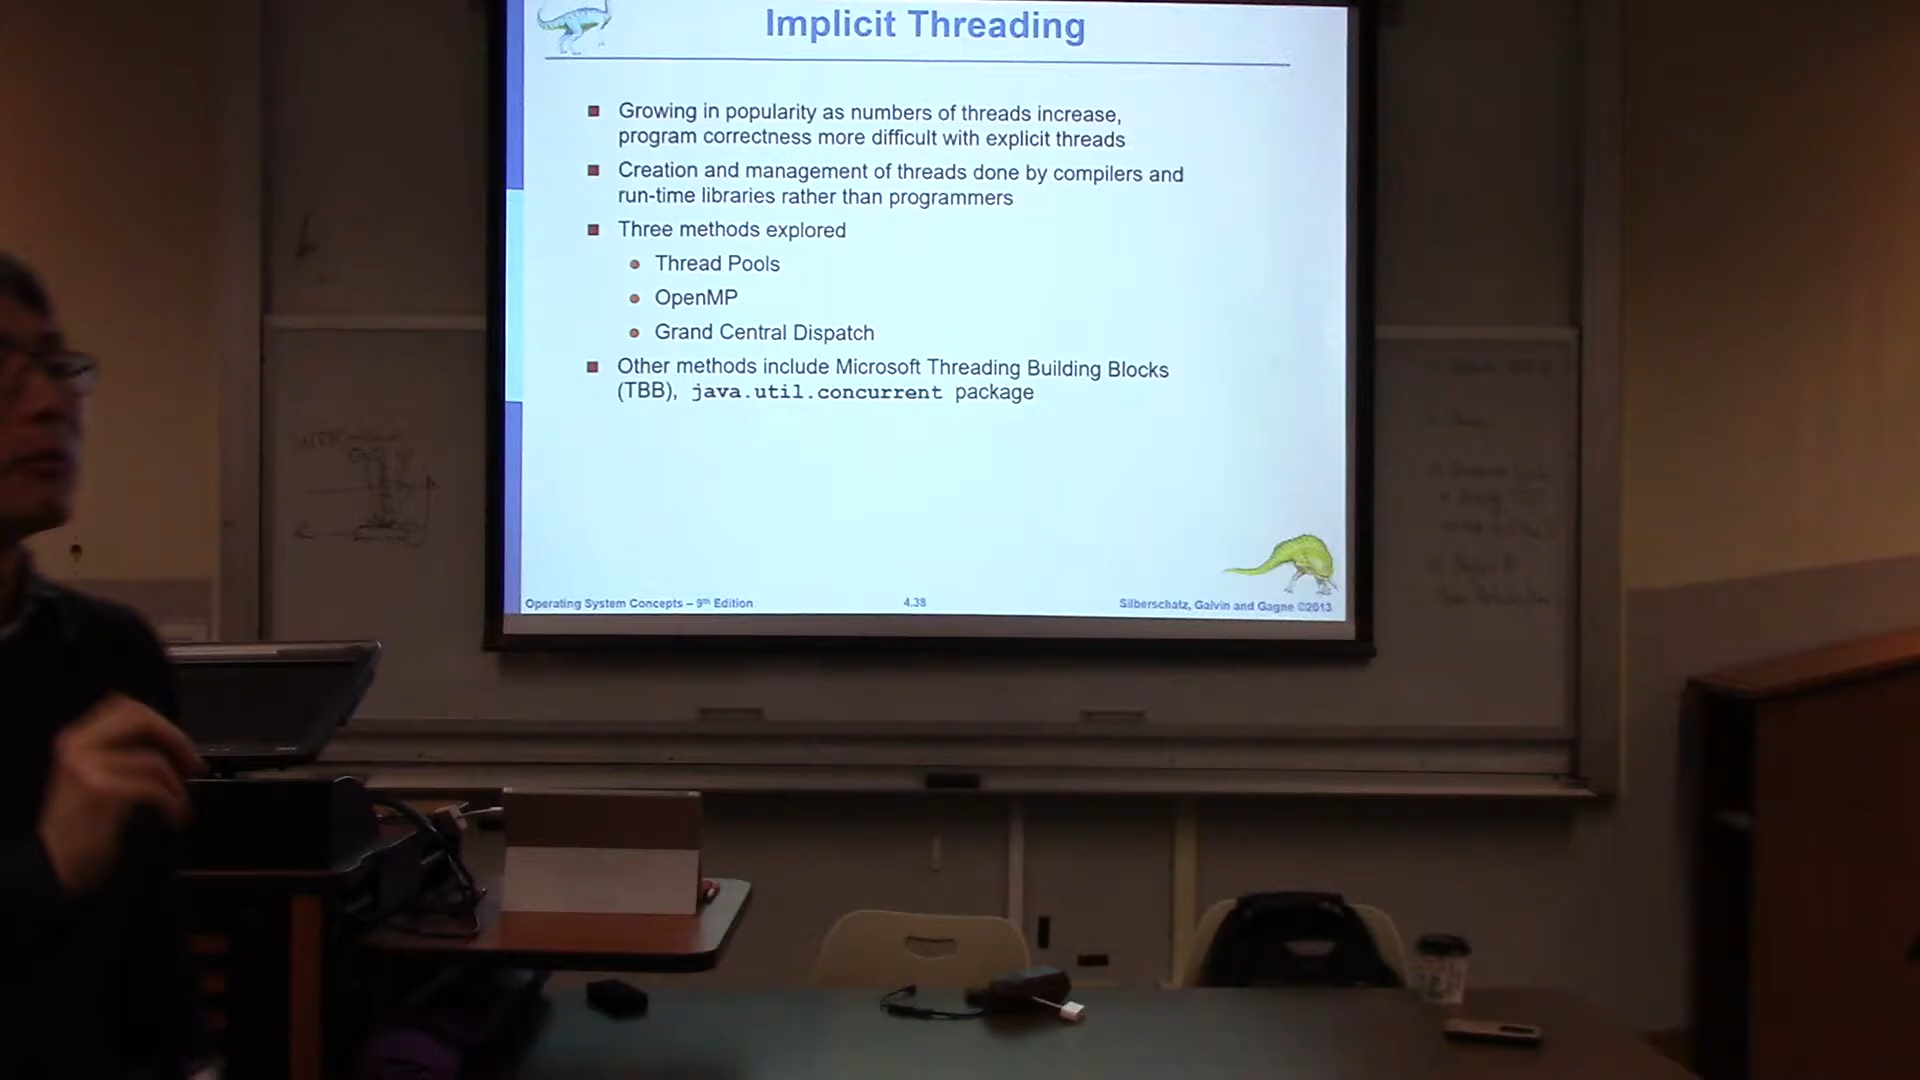 Implicit Threading
Growing in popularity as numbers of threads increase,
program correctness more difficult with explicit threads
Creation and management of threads done by compilers and
run-time libraries rather than programmers
Three methods explored
Thread Pools
OpenMP
Grand Central Dispatch
Other methods include Microsoft Threading Building Blocks
(TBB), java.util.concurrent package
Operating System Concepts – 9th Edition
4.38
Silberschatz, Galvin and Gagne ©2013